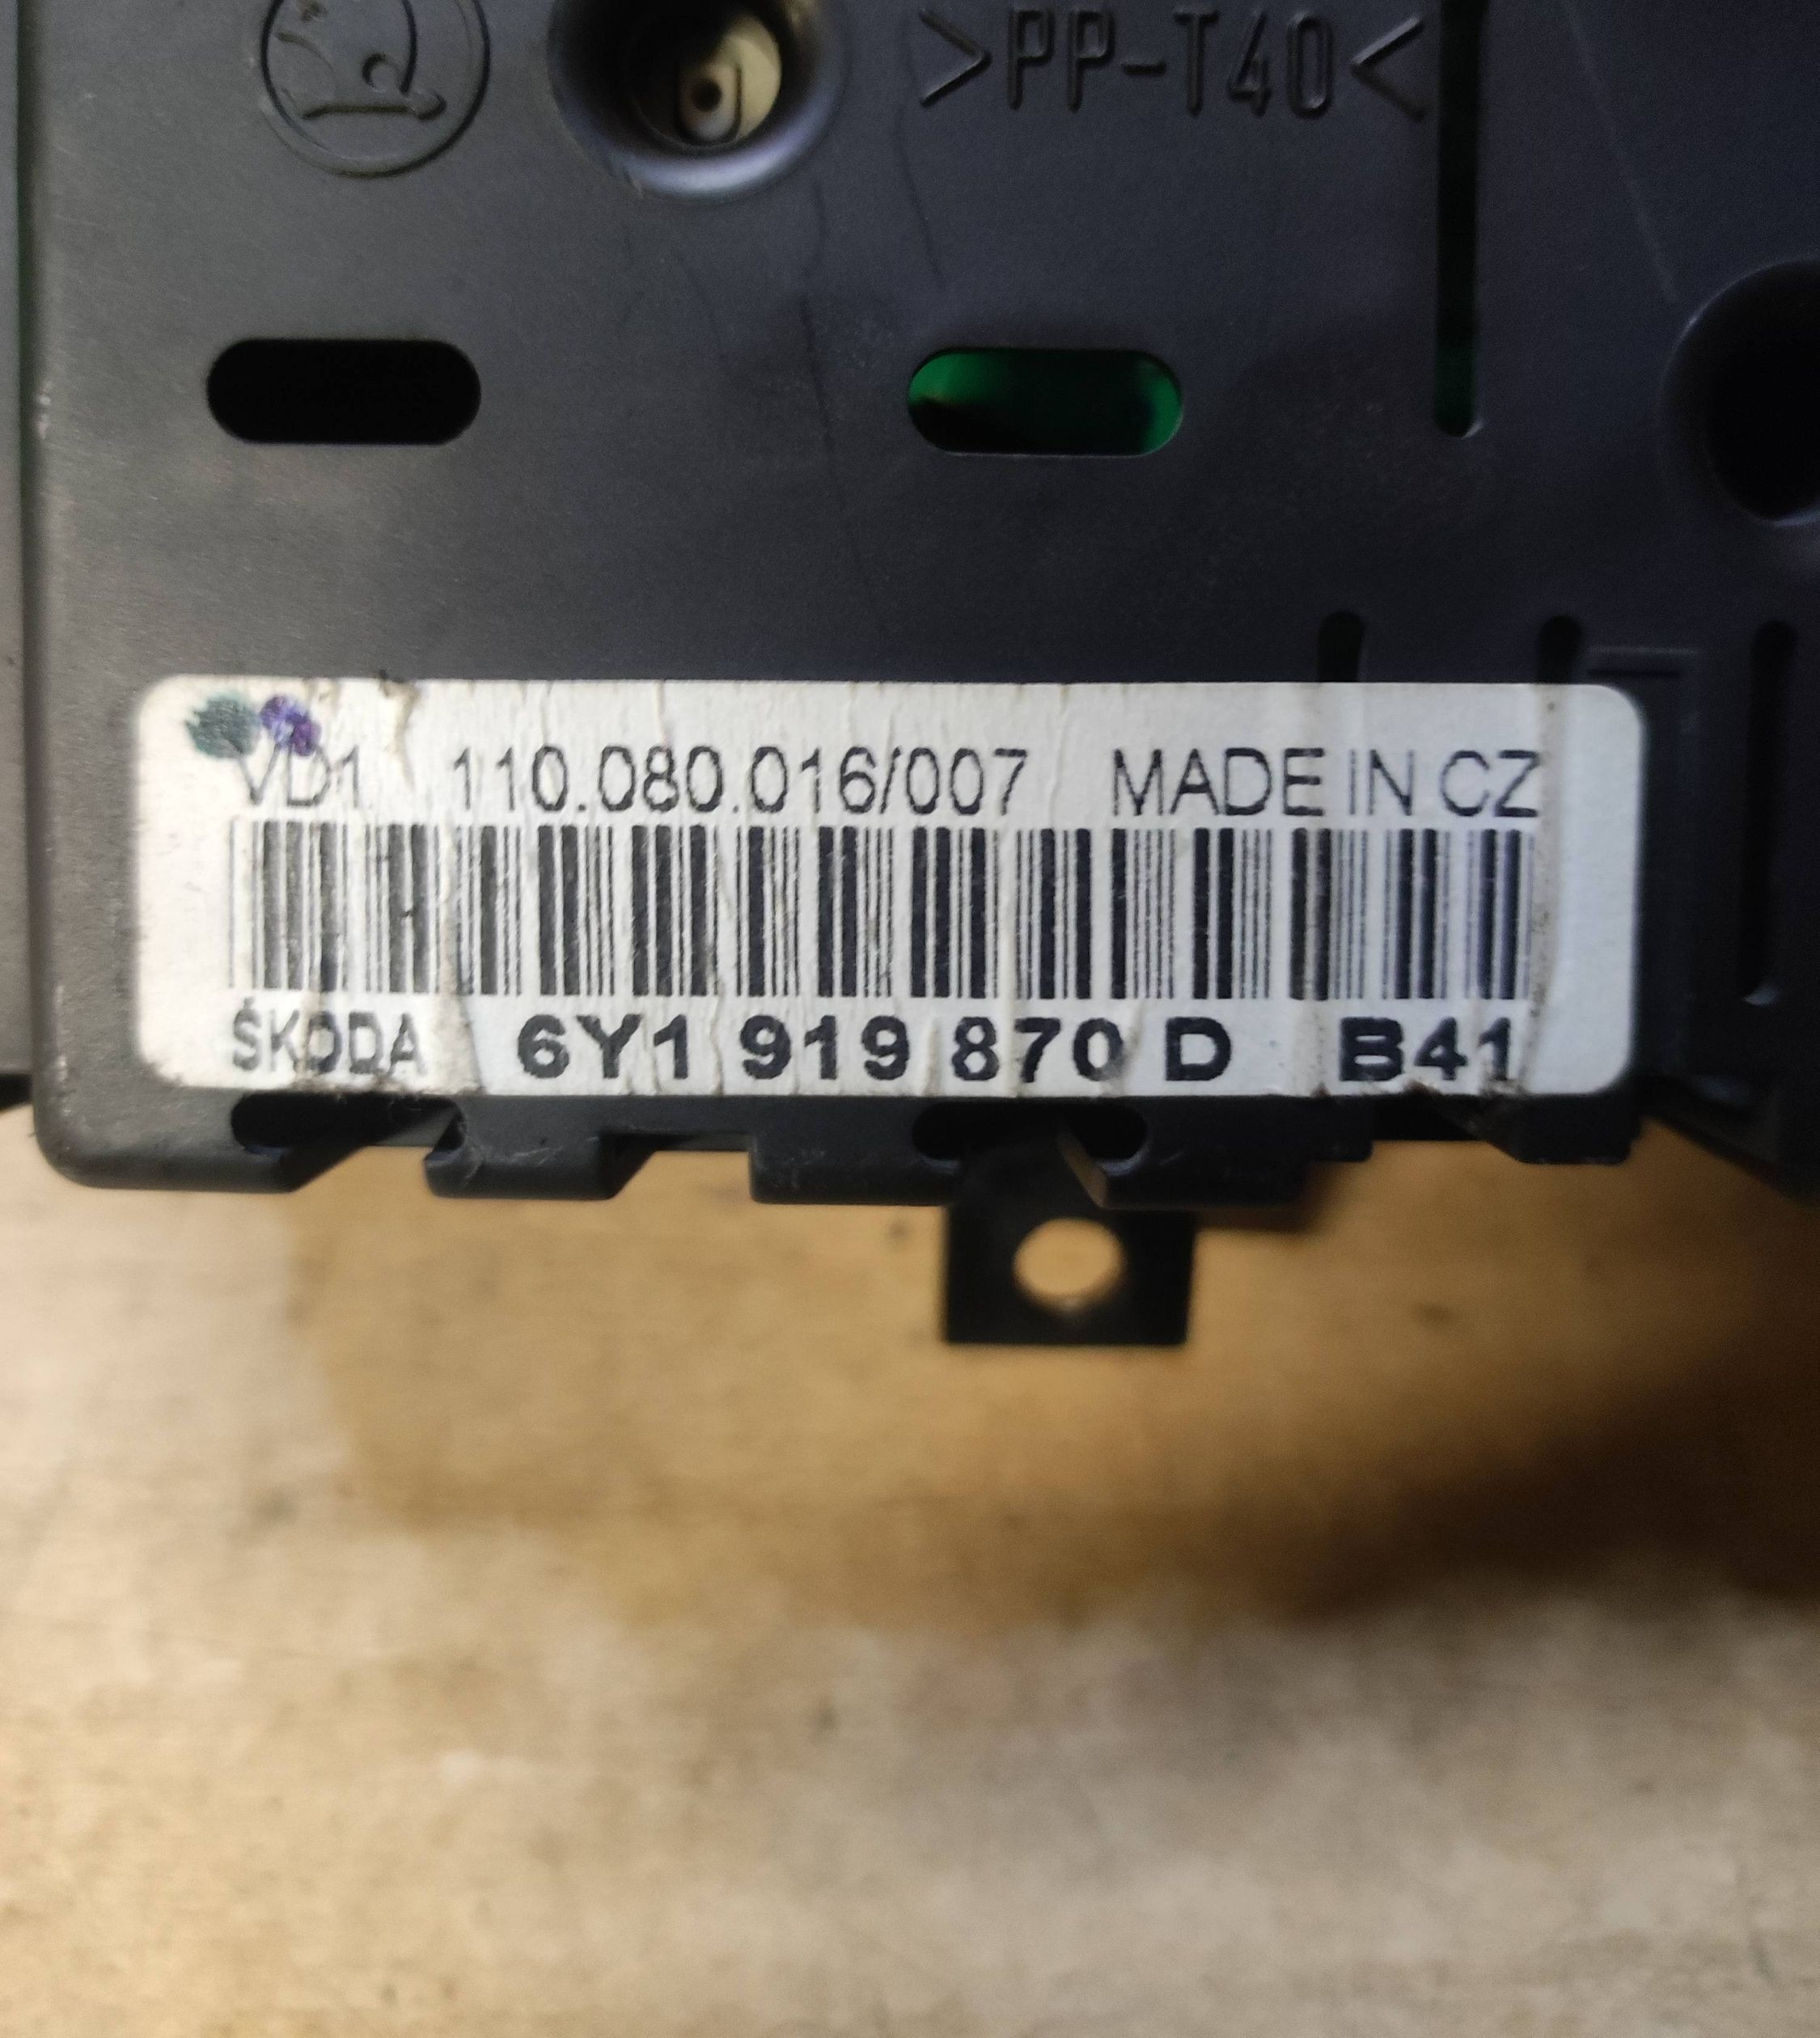 >PP-T40<
VD1 110.080.016/007 MADE IN CZ
ŠKODA 6Y1 919 870 D B41